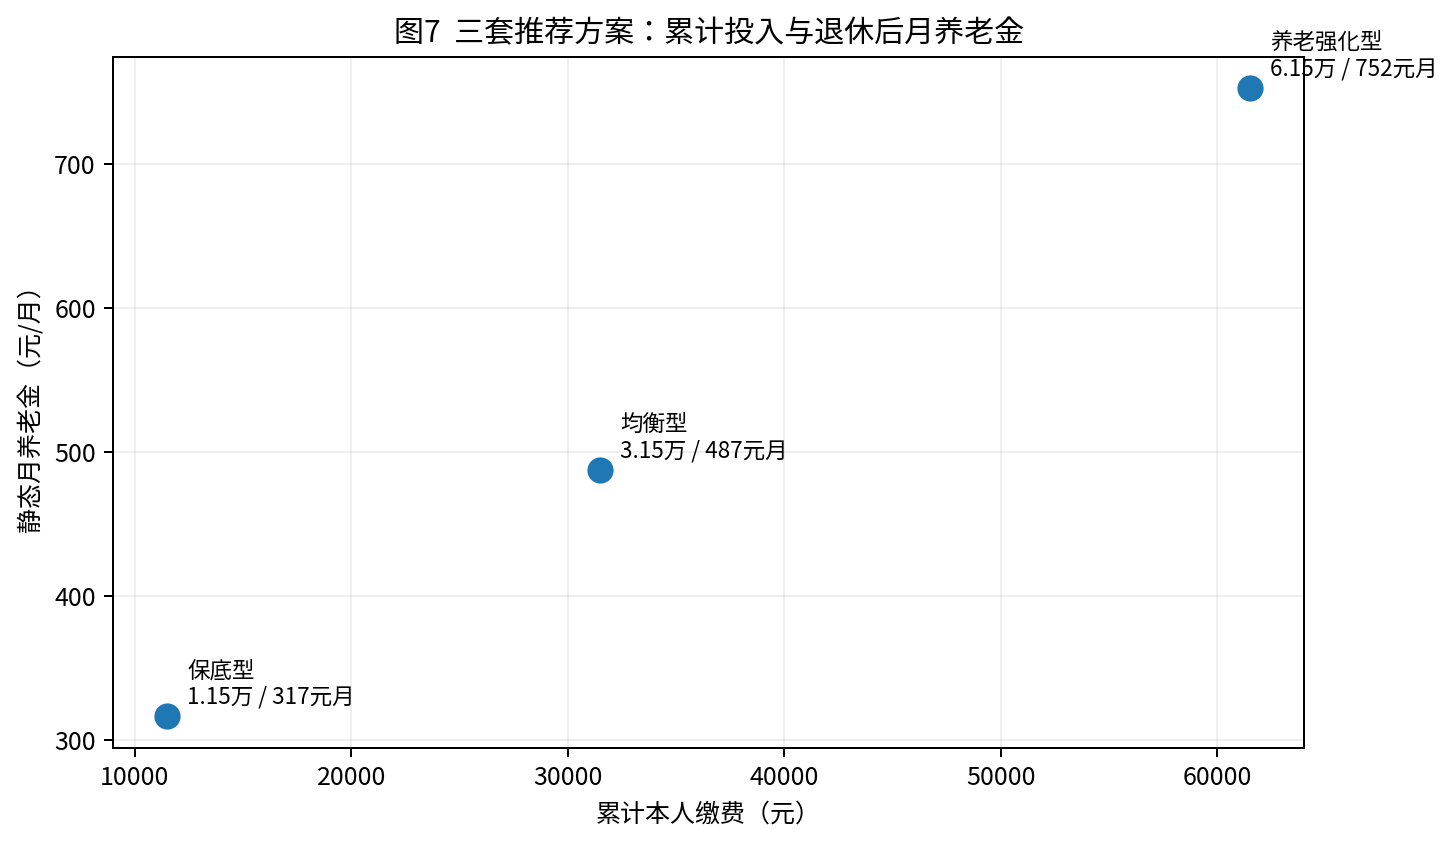 图7 三套推荐方案：累计投入与退休后月养老金
养老强化型
6.15万 / 752元月
700
600
均衡型
3.15万 / 487元月
500
400
保底型
1.15万 / 317元月
300
静态月养老金（元/月）
10000 20000 30000 40000 50000 60000
累计本人缴费（元）